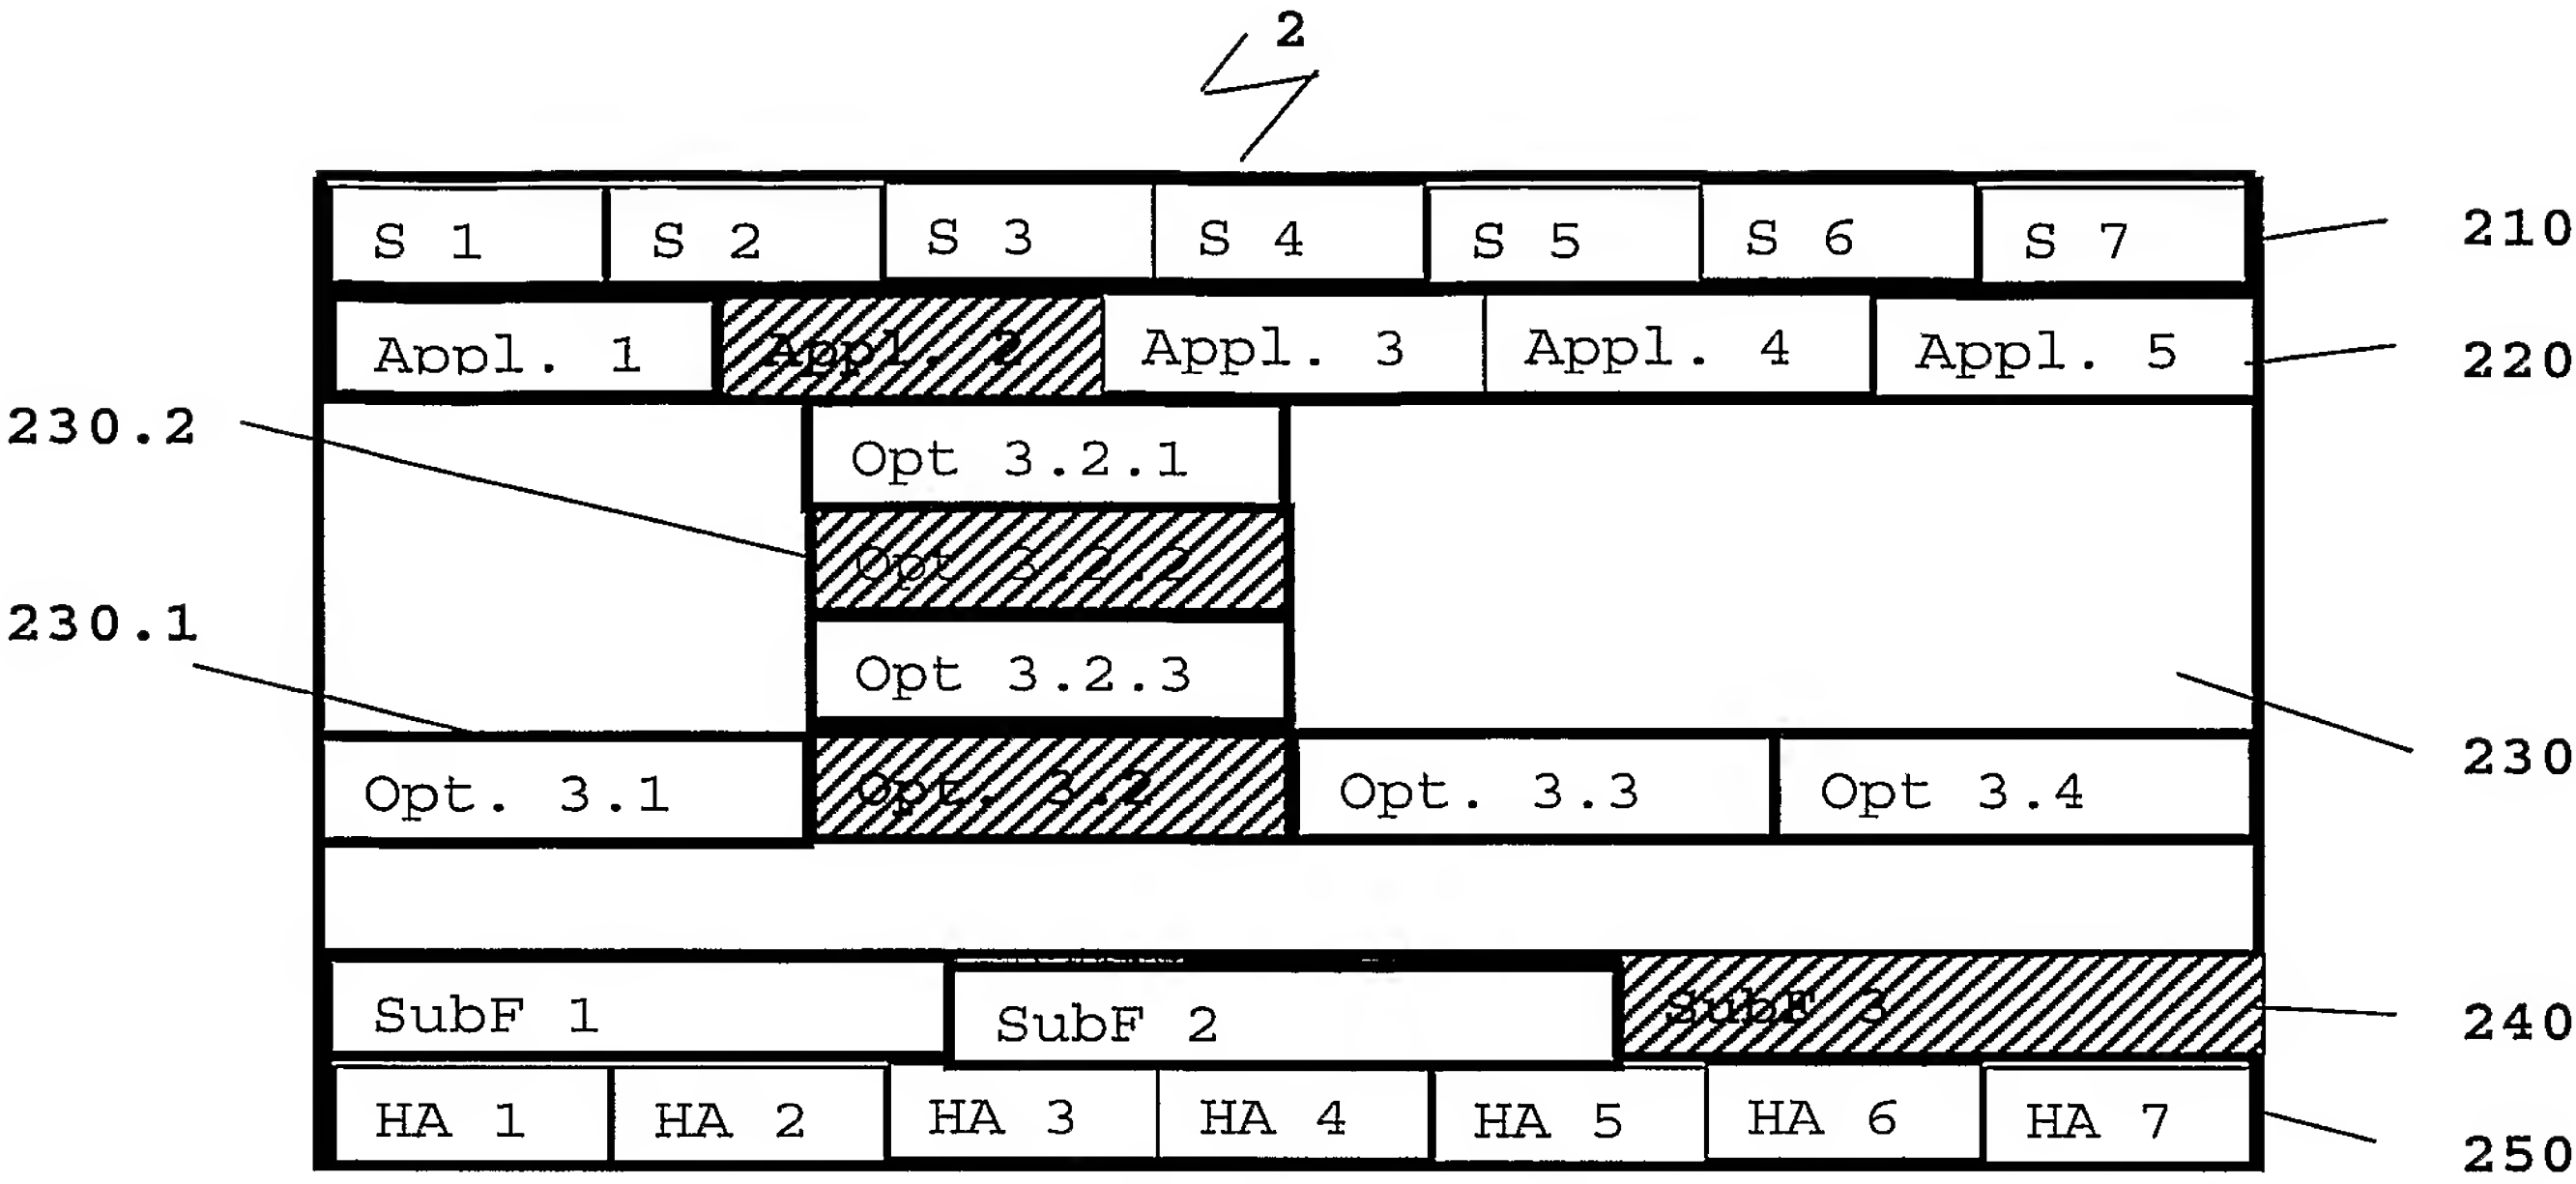 2
S 1 S 2 S 3 S 4 S 5 S 6 S 7 210
Appl. 1 Appl. 2 Appl. 3 Appl. 4 Appl. 5 220
230.2
Opt 3.2.1
Opt 3.2.2
230.1
Opt 3.2.3
230
Opt. 3.1 Opt. 3.2 Opt. 3.3 Opt 3.4
SubF 1 SubF 2 SubF 3 240
HA 1 HA 2 HA 3 HA 4 HA 5 HA 6 HA 7 250